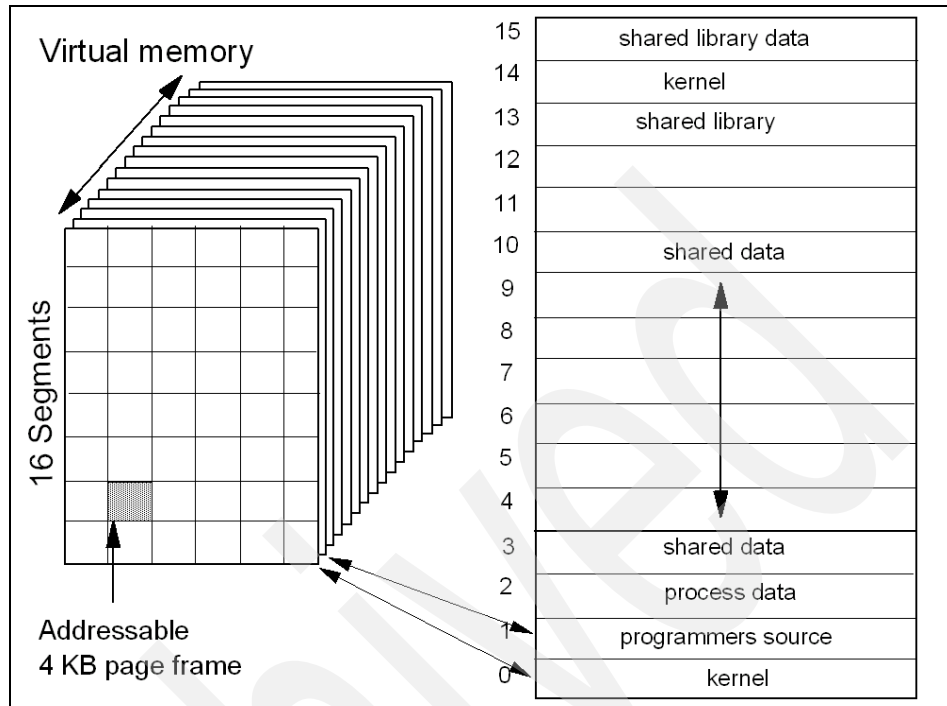 Virtual memory
16 Segments
Addressable
4 KB page frame
15 shared library data
14 kernel
13 shared library
12
11
10 shared data
9
8
7
6
5
4
3 shared data
2 process data
1 programmers source
0 kernel